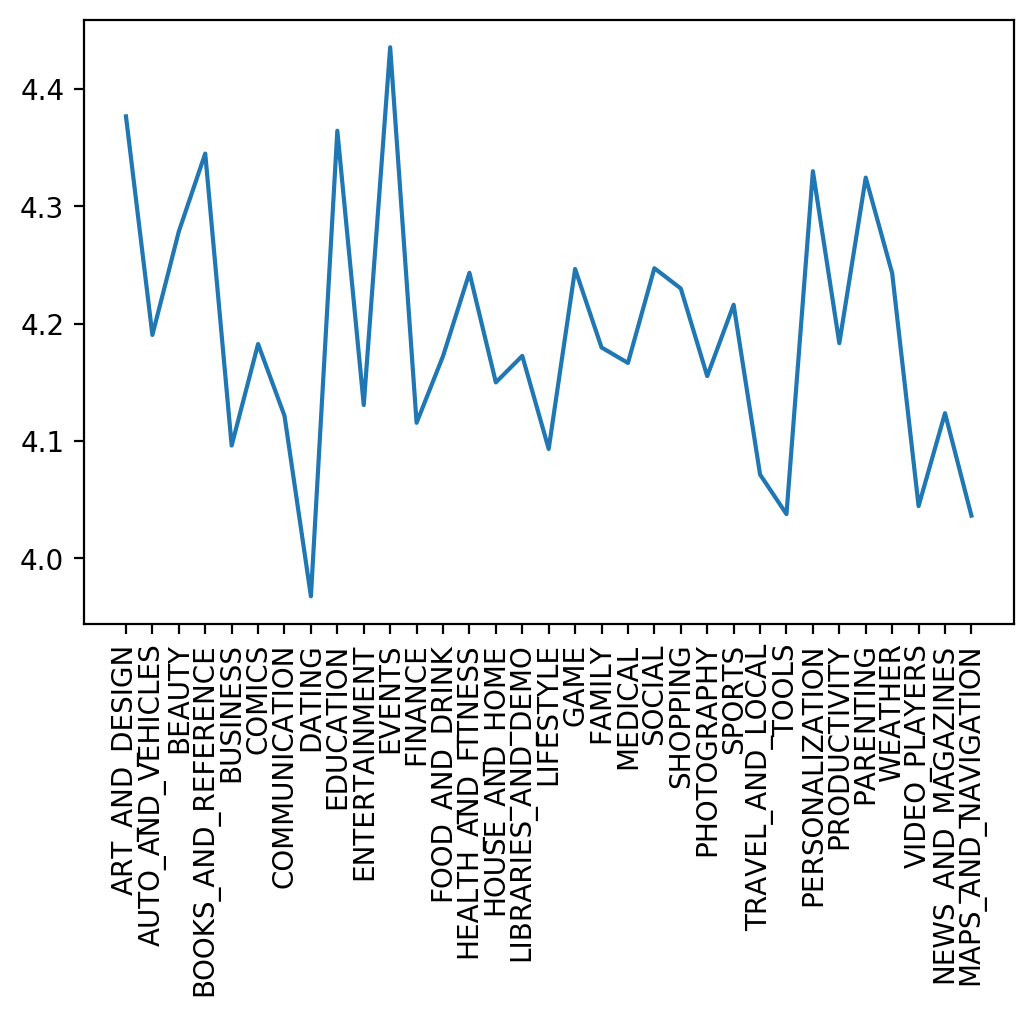 4.4
4.3
4.2
4.1
4.0
ART_AND_DESIGN
AUTO_AND_VEHICLES
BEAUTY
BOOKS_AND_REFERENCE
BUSINESS
COMICS
COMMUNICATION
DATING
EDUCATION
ENTERTAINMENT
EVENTS
FINANCE
FOOD_AND_DRINK
HEALTH_AND_FITNESS
HOUSE_AND_HOME
LIBRARIES_AND_DEMO
LIFESTYLE
GAME
FAMILY
MEDICAL
SOCIAL
SHOPPING
PHOTOGRAPHY
SPORTS
TRAVEL_AND_LOCAL
TOOLS
PERSONALIZATION
PRODUCTIVITY
PARENTING
WEATHER
VIDEO_PLAYERS
NEWS_AND_MAGAZINES
MAPS_AND_NAVIGATION